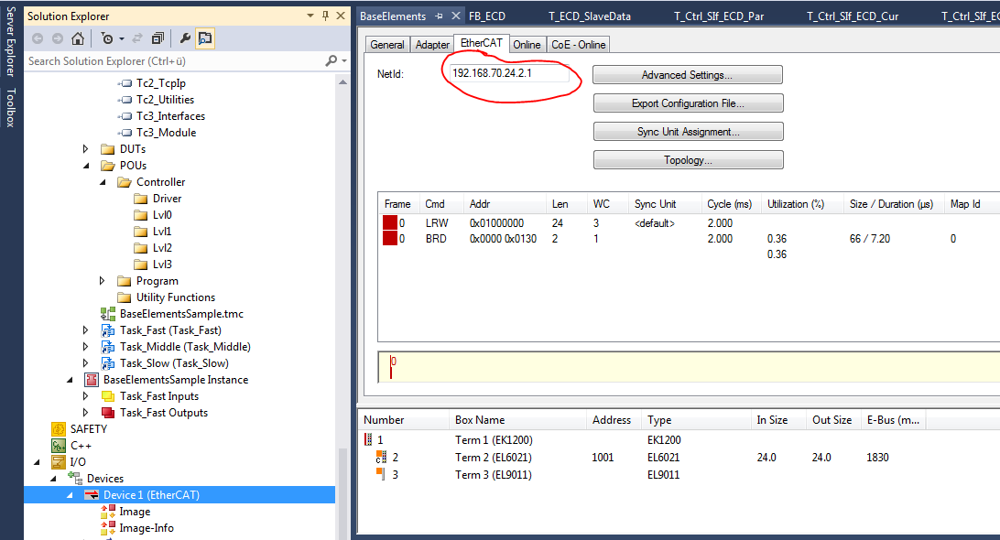 Server Explorer
Toolbox
Solution Explorer
Search Solution Explorer (Ctrl+ü)
Tc2_TcpIp
Tc2_Utilities
Tc3_Interfaces
Tc3_Module
DUTs
POUs
Controller
Driver
Lvl0
Lvl1
Lvl2
Lvl3
Program
Utility Functions
BaseElementsSample.tmc
Task_Fast (Task_Fast)
Task_Middle (Task_Middle)
Task_Slow (Task_Slow)
BaseElementsSample Instance
Task_Fast Inputs
Task_Fast Outputs
SAFETY
C++
I/O
Devices
Device 1 (EtherCAT)
Image
Image-Info
BaseElements FB_ECD T_ECD_SlaveData T_Ctrl_SIf_ECD_Par T_Ctrl_SIf_ECD_Cur T_Ctrl_SIf_EC
General Adapter EtherCAT Online CoE - Online
NetId: 192.168.70.24.2.1 Advanced Settings...
Export Configuration File...
Sync Unit Assignment...
Topology...
Frame Cmd Addr Len WC Sync Unit Cycle (ms) Utilization (%) Size / Duration (µs) Map Id
0 LRW 0x01000000 24 3 <default> 2.000
0 BRD 0x0000 0x0130 2 1 2.000 0.36 66 / 7.20 0
0.36
0
Number Box Name Address Type In Size Out Size E-Bus (m...
1 Term 1 (EK1200) EK1200
2 Term 2 (EL6021) 1001 EL6021 24.0 24.0 1830
3 Term 3 (EL9011) EL9011